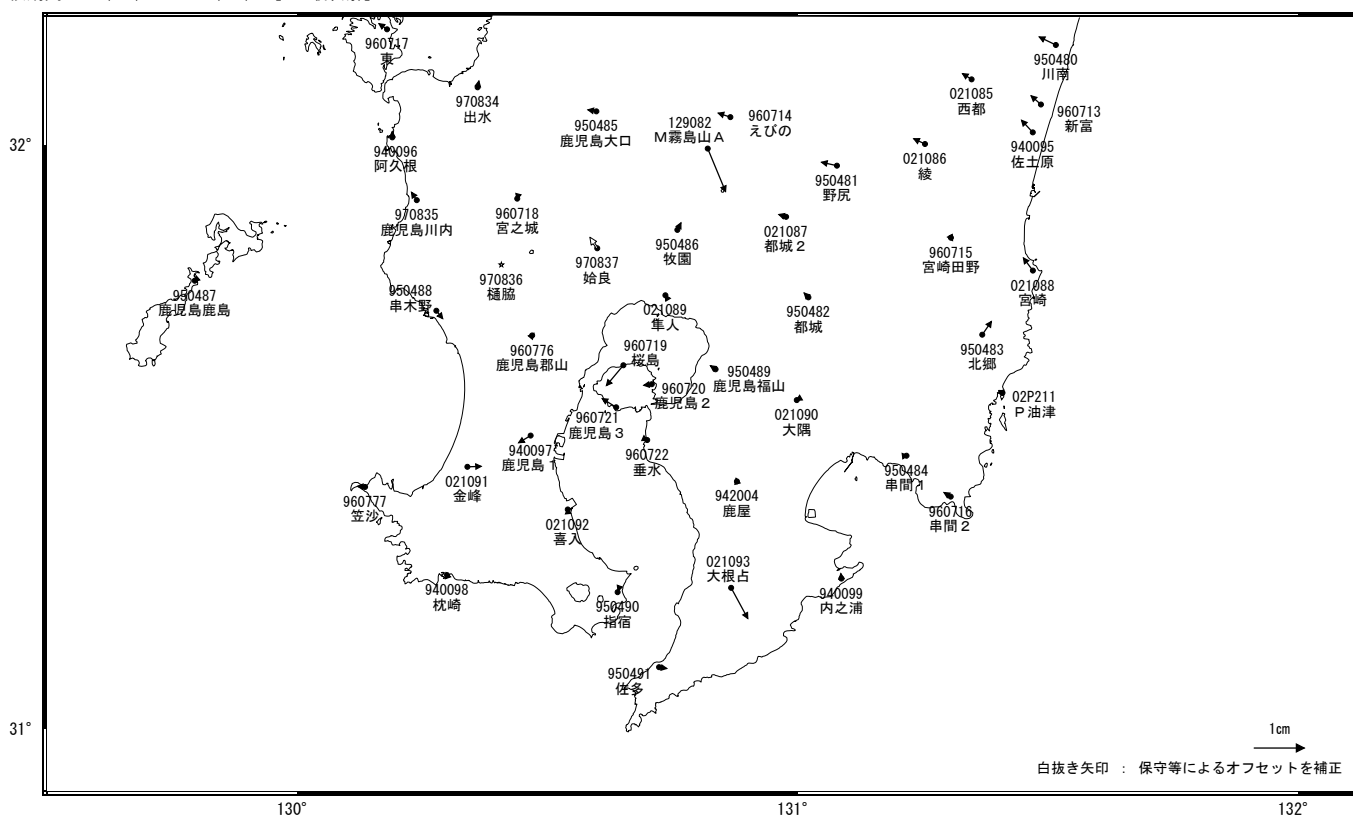 960717
東
950480
川南
970834
出水
021085
西都
960713
新富
950485
鹿児島大口
129082
M霧島山A
960714
えびの
32°
940096
阿久根
021086
綾
940095
佐土原
950481
野尻
970835
鹿児島川内
960718
宮之城
021087
都城2
950486
牧園
960715
宮崎田野
970837
姶良
970836
樋脇
950487
鹿児島鹿島
950488
串木野
021088
宮崎
021089
隼人
950482
都城
960776
鹿児島郡山
960719
桜島
950483
北郷
950489
鹿児島福山
960720
鹿児島2
02P211
P油津
960721
鹿児島3
021090
大隅
940097
鹿児島1
960722
垂水
950484
串間1
021091
金峰
942004
鹿屋
960777
笠沙
960716
串間2
021092
喜入
021093
大根占
940098
枕崎
950490
指宿
940099
内之浦
950491
佐多
31°
1cm
白抜き矢印 : 保守等によるオフセットを補正
130°
131°
132°